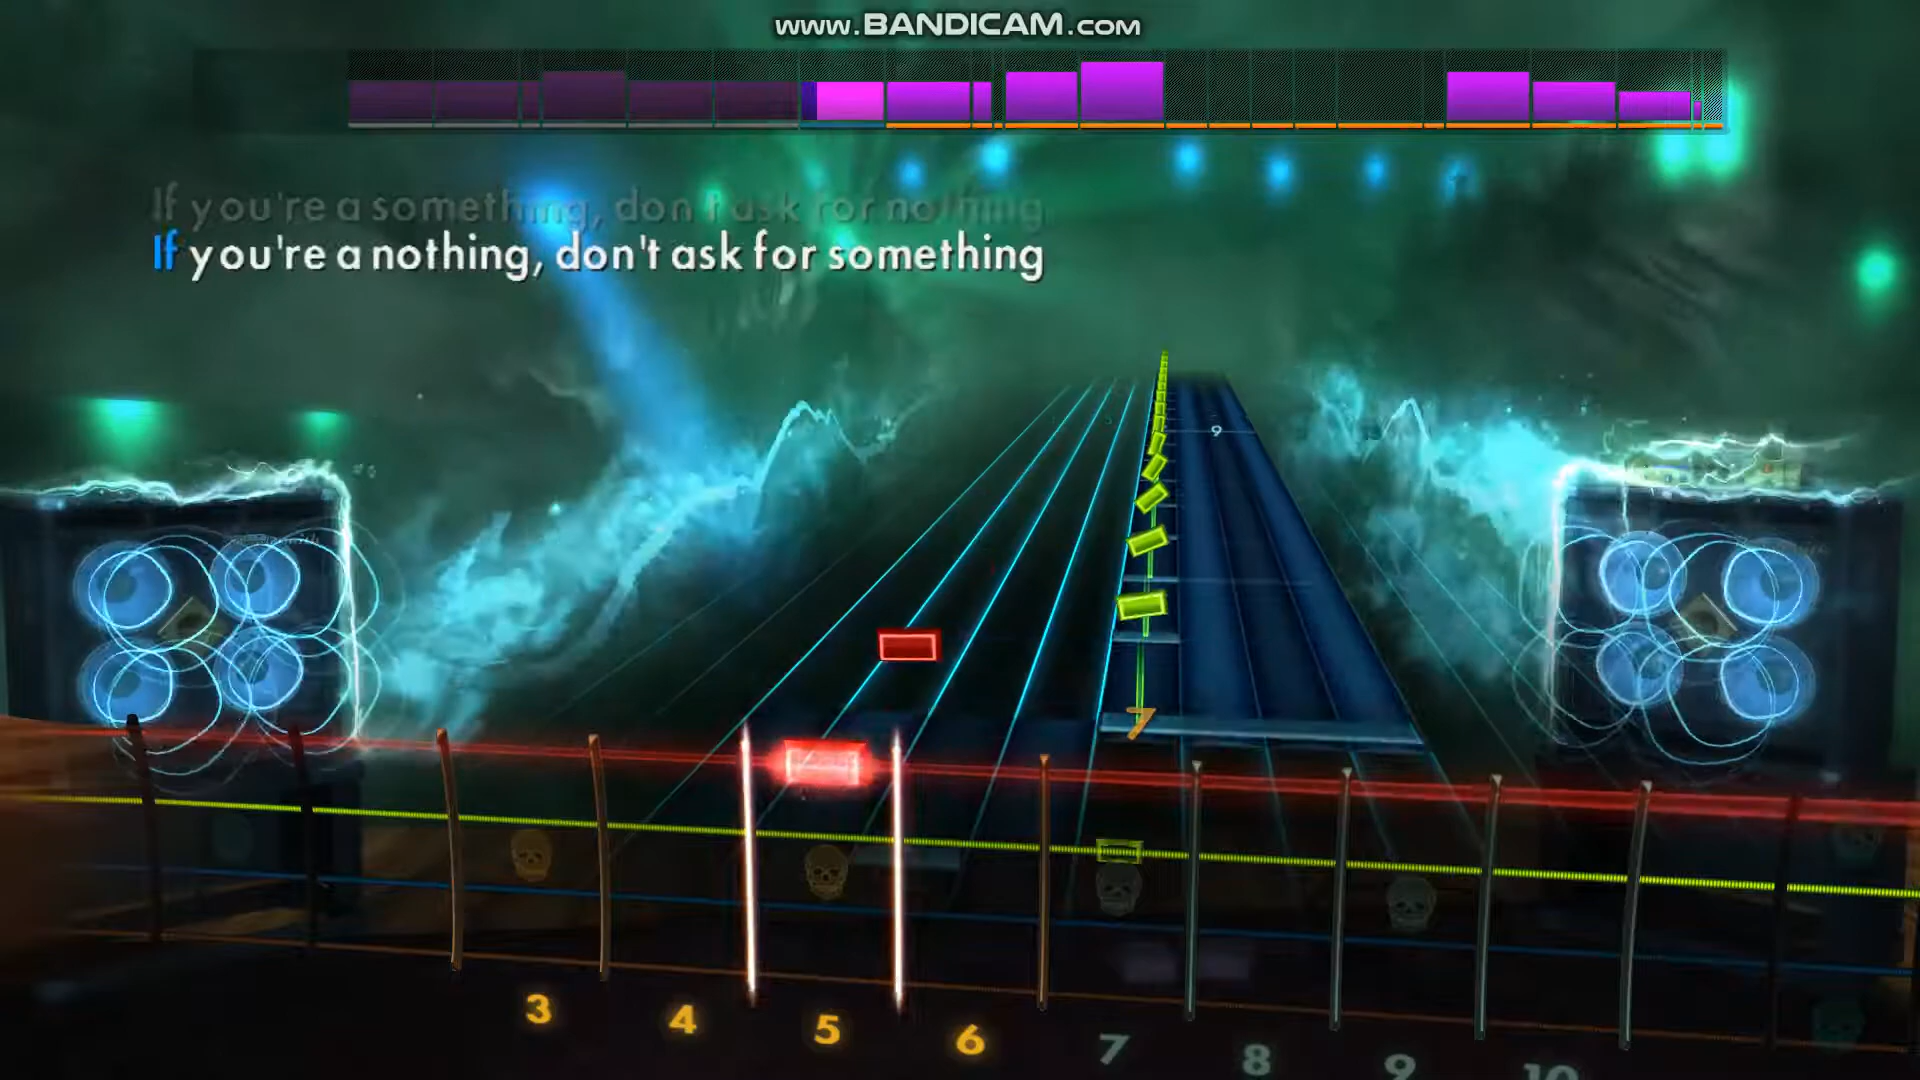 www.BANDICAM.com
If you're a something, don't ask for nothing
If you're a nothing, don't ask for something
9
7
3 4 5 6 7 8 9 10